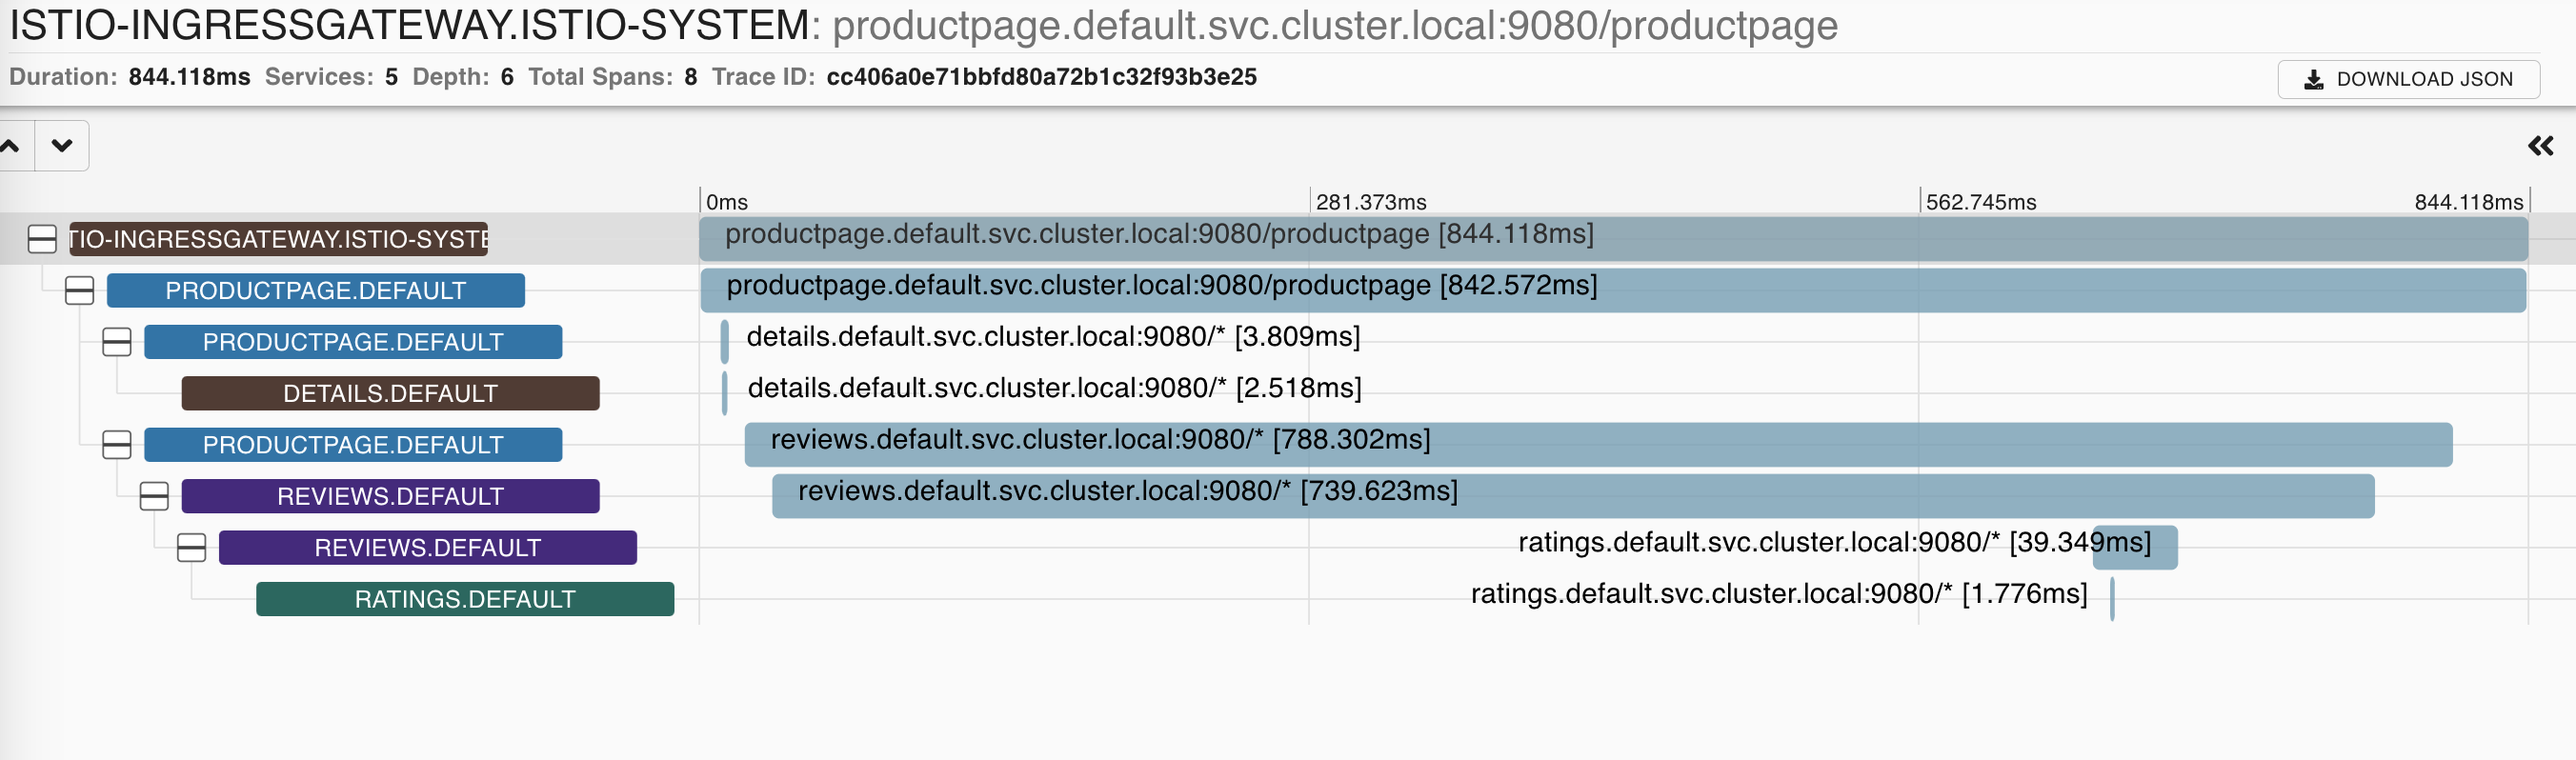 ISTIO-INGRESSGATEWAY.ISTIO-SYSTEM: productpage.default.svc.cluster.local:9080/productpage
Duration: 844.118ms Services: 5 Depth: 6 Total Spans: 8 Trace ID: cc406a0e71bbfd80a72b1c32f93b3e25
DOWNLOAD JSON
0ms 281.373ms 562.745ms 844.118ms
TIO-INGRESSGATEWAY.ISTIO-SYSTE productpage.default.svc.cluster.local:9080/productpage [844.118ms]
PRODUCTPAGE.DEFAULT productpage.default.svc.cluster.local:9080/productpage [842.572ms]
PRODUCTPAGE.DEFAULT details.default.svc.cluster.local:9080/* [3.809ms]
DETAILS.DEFAULT details.default.svc.cluster.local:9080/* [2.518ms]
PRODUCTPAGE.DEFAULT reviews.default.svc.cluster.local:9080/* [788.302ms]
REVIEWS.DEFAULT reviews.default.svc.cluster.local:9080/* [739.623ms]
REVIEWS.DEFAULT ratings.default.svc.cluster.local:9080/* [39.349ms]
RATINGS.DEFAULT ratings.default.svc.cluster.local:9080/* [1.776ms]